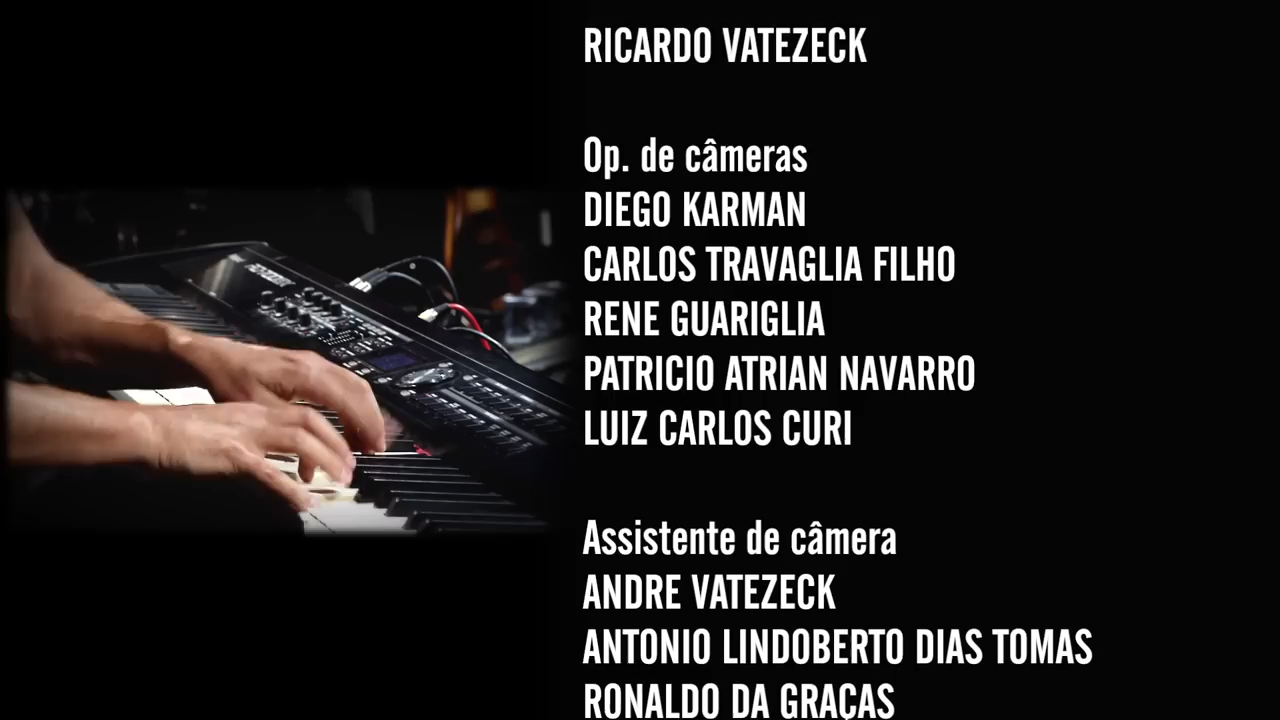 RICARDO VATEZECK
Op. de câmeras
DIEGO KARMAN
CARLOS TRAVAGLIA FILHO
RENE GUARIGLIA
PATRICIO ATRIAN NAVARRO
LUIZ CARLOS CURI
Assistente de câmera
ANDRE VATEZECK
ANTONIO LINDOBERTO DIAS TOMAS
RONALDO DA GRAÇAS